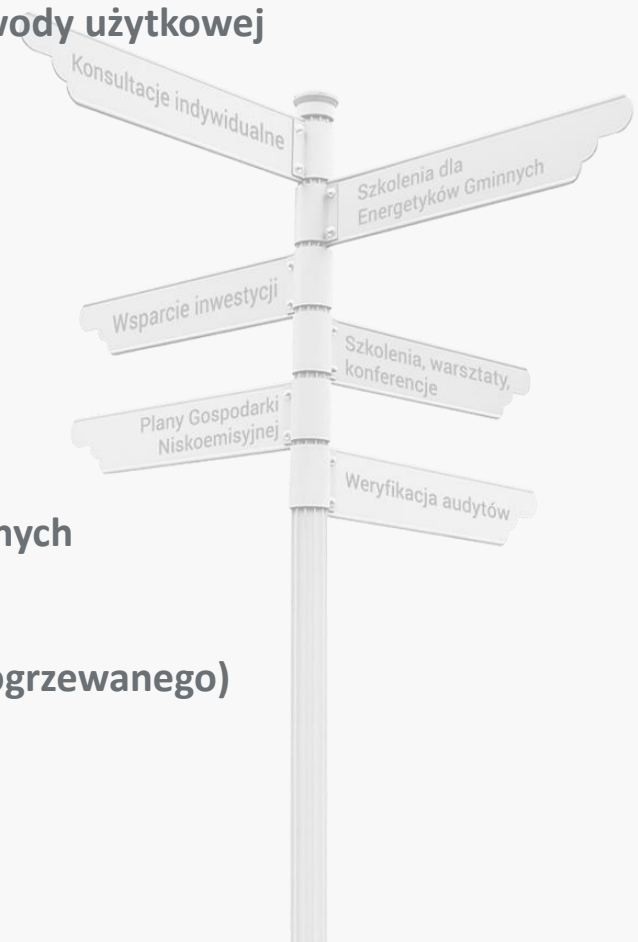 wody użytkowej
Konsultacje indywidualne
Szkolenia dla
Energetyków Gminnych
Wsparcie inwestycji
Szkolenia, warsztaty,
konferencje
Plany Gospodarki
Niskoemisyjnej
Weryfikacja audytów
nych
ogrzewanego)